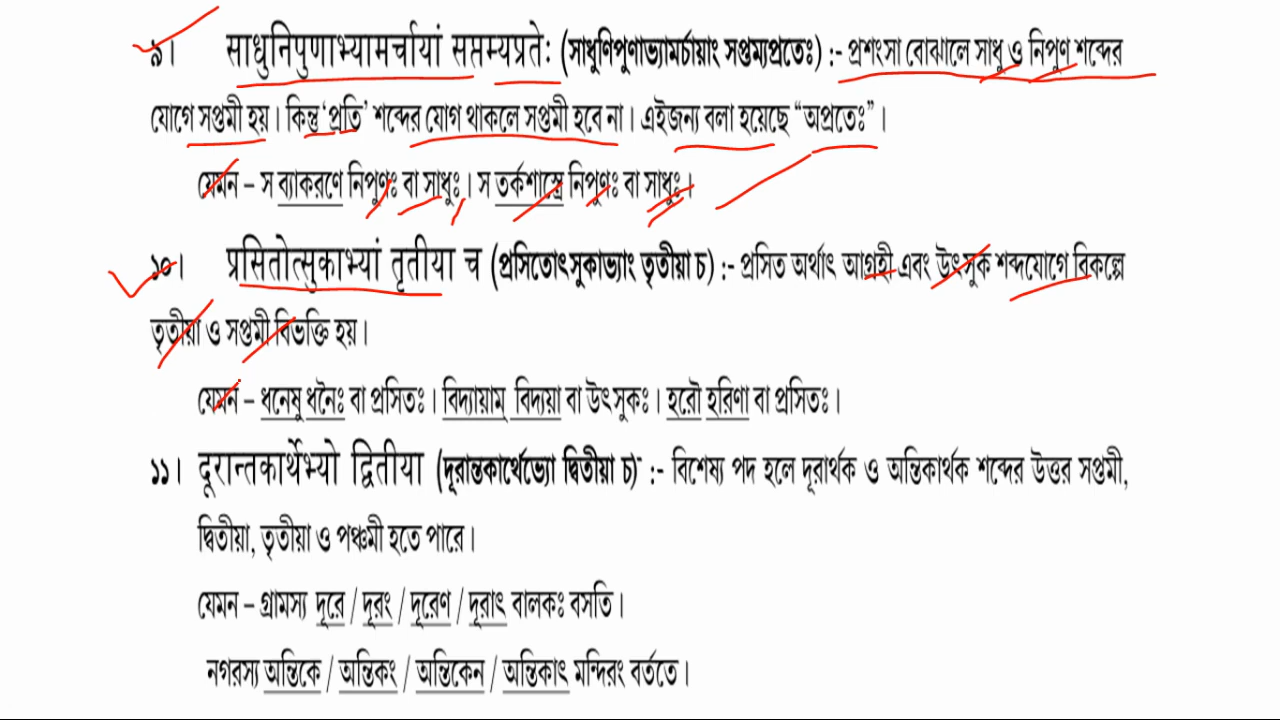 ৯। साधुनिपुणाभ्यामर्चायां सप्तम्यप्रतेः (সাধুণিপুণাভ্যামর্চায়াং সপ্তম্যপ্রতেঃ) :- প্রশংসা বোঝালে সাধু ও নিপুণ শব্দের
যোগে সপ্তমী হয়। কিন্তু ‘প্রতি’ শব্দের যোগ থাকলে সপ্তমী হবে না। এইজন্য বলা হয়েছে “অপ্রতেঃ”।
যেমন – স ব্যাকরণে নিপুণঃ বা সাধুঃ। স তর্কশাস্ত্রে নিপুণঃ বা সাধুঃ।
১০। प्रसितोत्सुकाभ्यां तृतीया च (প্রসিতোৎসুকাভ্যাং তৃতীয়া চ) :- প্রসিত অর্থাৎ আগ্রহী এবং উৎসুক শব্দযোগে বিকল্পে
তৃতীয়া ও সপ্তমী বিভক্তি হয়।
যেমন – ধনেষু ধনৈঃ বা প্রসিতঃ। বিদ্যায়াম্ বিদ্যয়া বা উৎসুকঃ। হরৌ হরিণা বা প্রসিতঃ।
১১। दूरान्तकार्थेभ्यो द्वितीया (দূরান্তকার্থেভ্যো দ্বিতীয়া চ) :- বিশেষ্য পদ হলে দূরার্থক ও অন্তিকার্থক শব্দের উত্তর সপ্তমী,
দ্বিতীয়া, তৃতীয়া ও পঞ্চমী হতে পারে।
যেমন – গ্রামস্য দূরে / দূরং / দূরেণ / দূরাৎ বালকঃ বসতি।
নগরস্য অন্তিকে / অন্তিকং / অন্তিকেন / অন্তিকাৎ মন্দিরং বর্ততে।